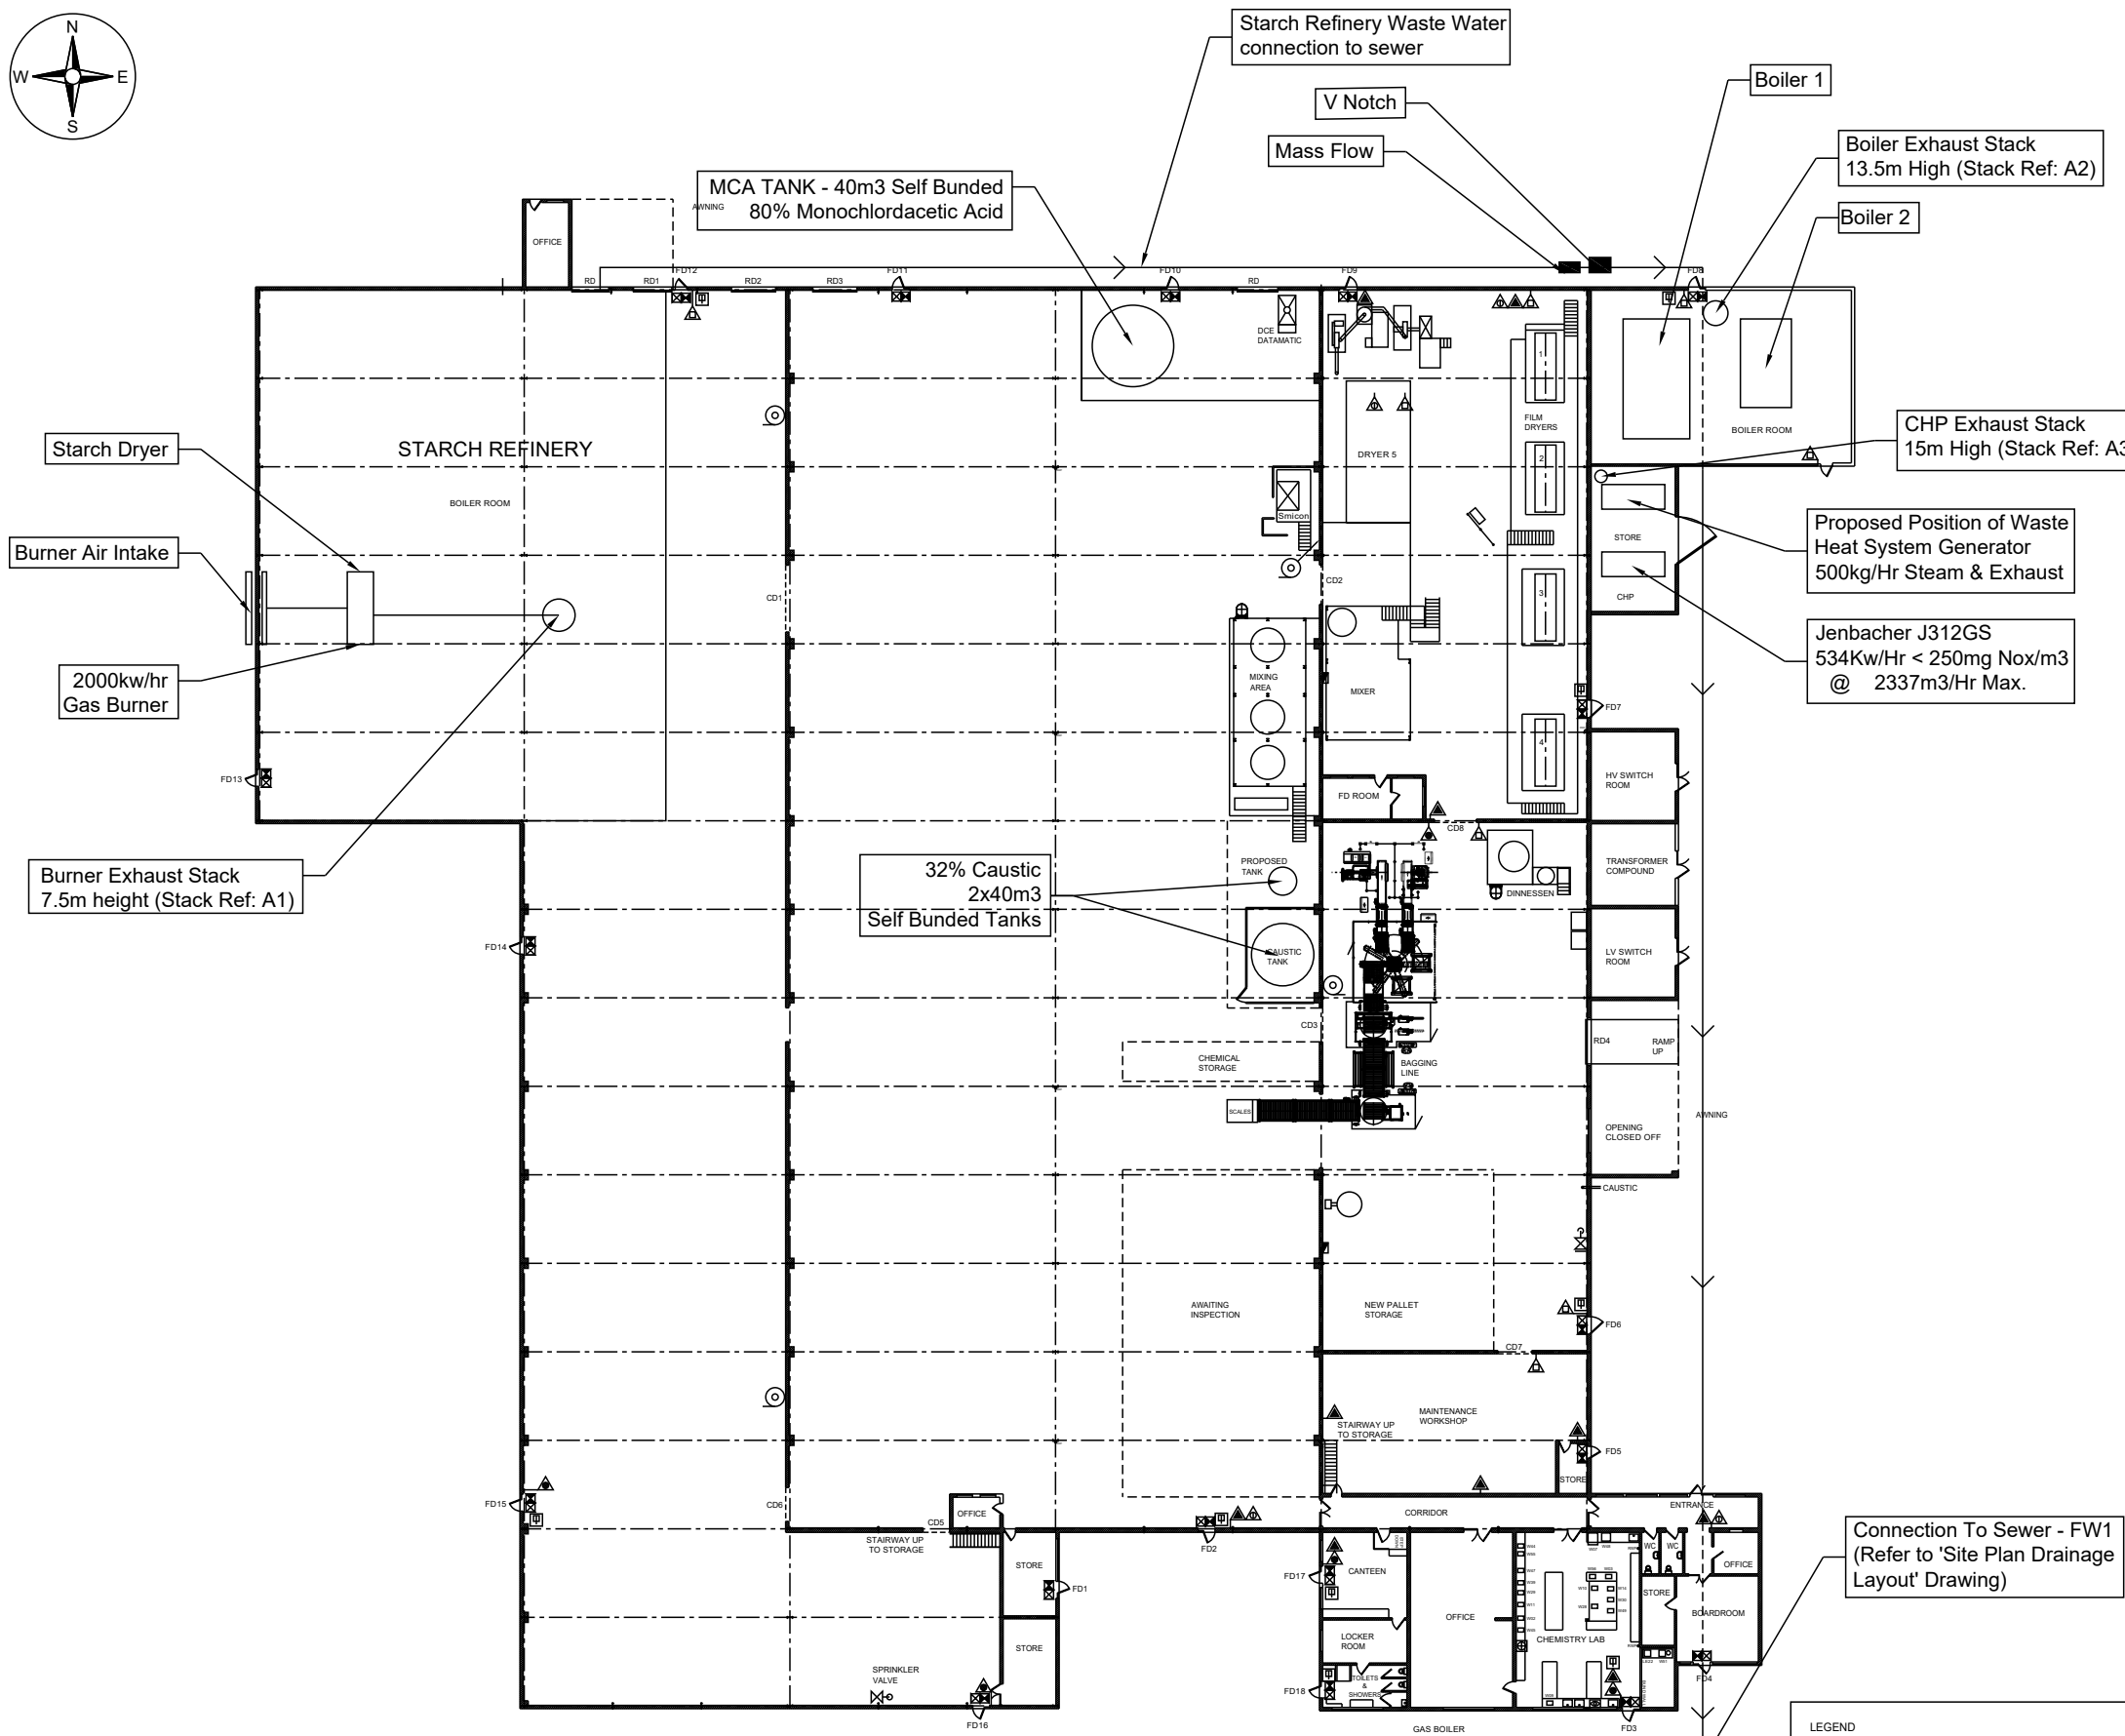 N
W
E
S
Starch Refinery Waste Water
connection to sewer
Boiler 1
V Notch
Mass Flow
Boiler Exhaust Stack
13.5m High (Stack Ref: A2)
MCA TANK - 40m3 Self Bunded
80% Monochlordacetic Acid
AWNING
Boiler 2
OFFICE
RD
RD1
FD12
RD2
RD3
FD11
FD10
RD
FD9
FD8
DCE
DATAMATIC
1
FILM
DRYERS
BOILER ROOM
CHP Exhaust Stack
15m High (Stack Ref: A3
Starch Dryer
STARCH REFINERY
BOILER ROOM
DRYER 5
2
Smicon
Burner Air Intake
Proposed Position of Waste
Heat System Generator
500kg/Hr Steam & Exhaust
STORE
CHP
CD1
CD2
3
Jenbacher J312GS
534Kw/Hr < 250mg Nox/m3
@ 2337m3/Hr Max.
2000kw/hr
Gas Burner
MIXING
AREA
MIXER
FD7
4
FD13
HV SWITCH
ROOM
FD ROOM
CD8
Burner Exhaust Stack
7.5m height (Stack Ref: A1)
32% Caustic
2x40m3
Self Bunded Tanks
PROPOSED
TANK
DINNESSEN
TRANSFORMER
COMPOUND
FD14
CAUSTIC
TANK
LV SWITCH
ROOM
CD3
RD4
RAMP
UP
CHEMICAL
STORAGE
BAGGING
LINE
SCALES
AWNING
OPENING
CLOSED OFF
CAUSTIC
AWAITING
INSPECTION
NEW PALLET
STORAGE
FD6
CD7
MAINTENANCE
WORKSHOP
STAIRWAY UP
TO STORAGE
FD5
STORE
FD15
CD6
OFFICE
CORRIDOR
ENTRANCE
CD5
STAIRWAY UP
TO STORAGE
FD2
Connection To Sewer - FW1
(Refer to 'Site Plan Drainage
Layout' Drawing)
STORE
FD1
FD17
CANTEEN
WC
WC
OFFICE
STORE
BOARDROOM
OFFICE
CHEMISTRY LAB
LOCKER
ROOM
STORE
SPRINKLER
VALVE
TOILETS
&
SHOWERS
FD18
FD4
FD16
FD3
GAS BOILER
LEGEND